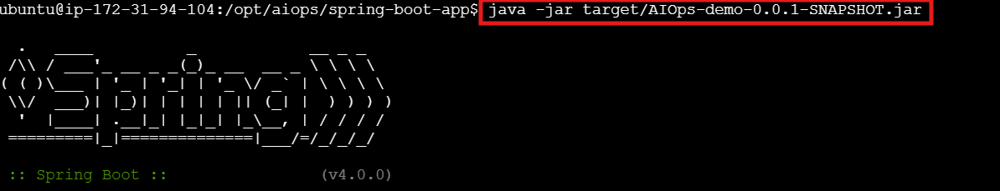 ubuntu@ip-172-31-94-104:/opt/aiops/spring-boot-app$ java -jar target/AIOps-demo-0.0.1-SNAPSHOT.jar
  .   ____          _            __ _ _
 /\\ / ___'_ __ _ _(_)_ __  __ _ \ \ \ \
( ( )\___ | '_ | '_| | '_ \/ _` | \ \ \ \
 \\/  ___)| |_)| | | | | || (_| |  ) ) ) )
  '  |____| .__|_| |_|_| |_\__, | / / / /
 =========|_|==============|___/=/_/_/_/
 :: Spring Boot ::                (v4.0.0)